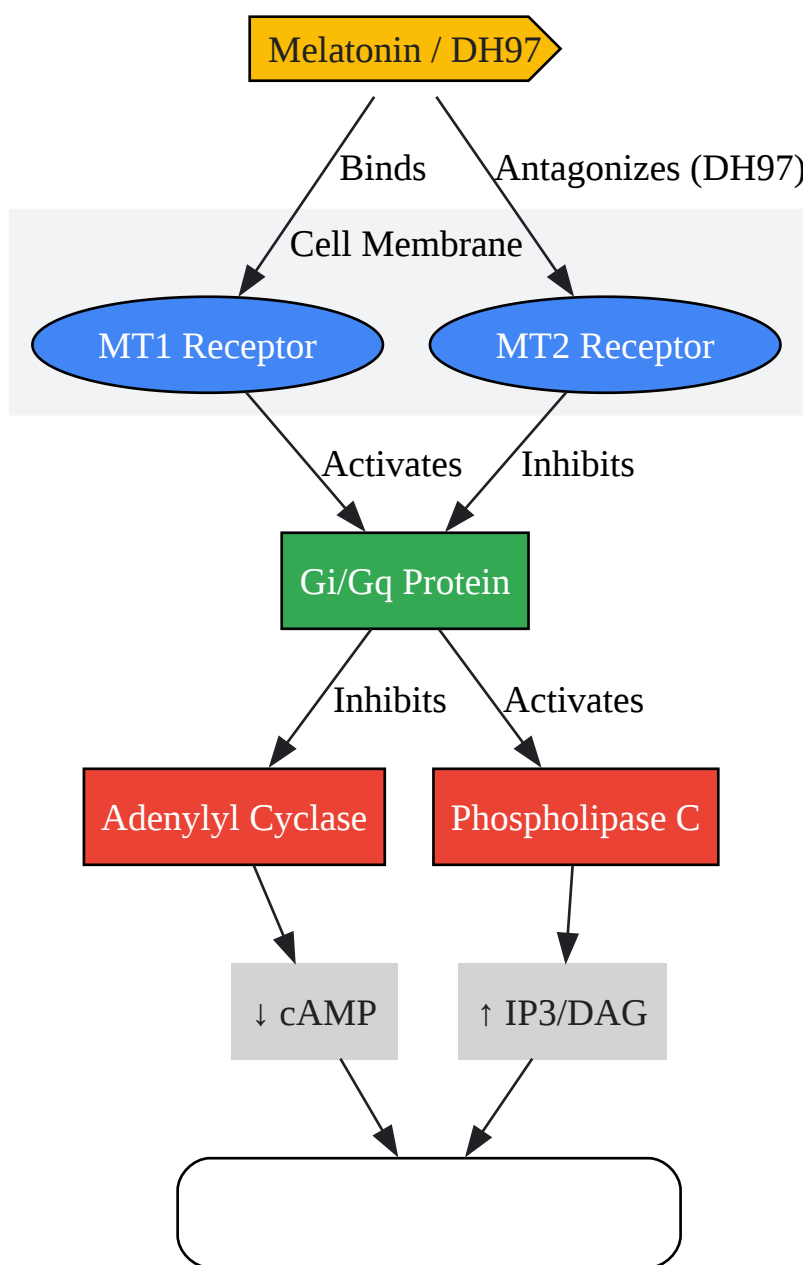 Melatonin / DH97
Binds
Antagonizes (DH97)
Cell Membrane
MT1 Receptor
MT2 Receptor
Activates
Inhibits
Gi/Gq Protein
Inhibits
Activates
Adenylyl Cyclase
Phospholipase C
↓ cAMP
↑ IP3/DAG